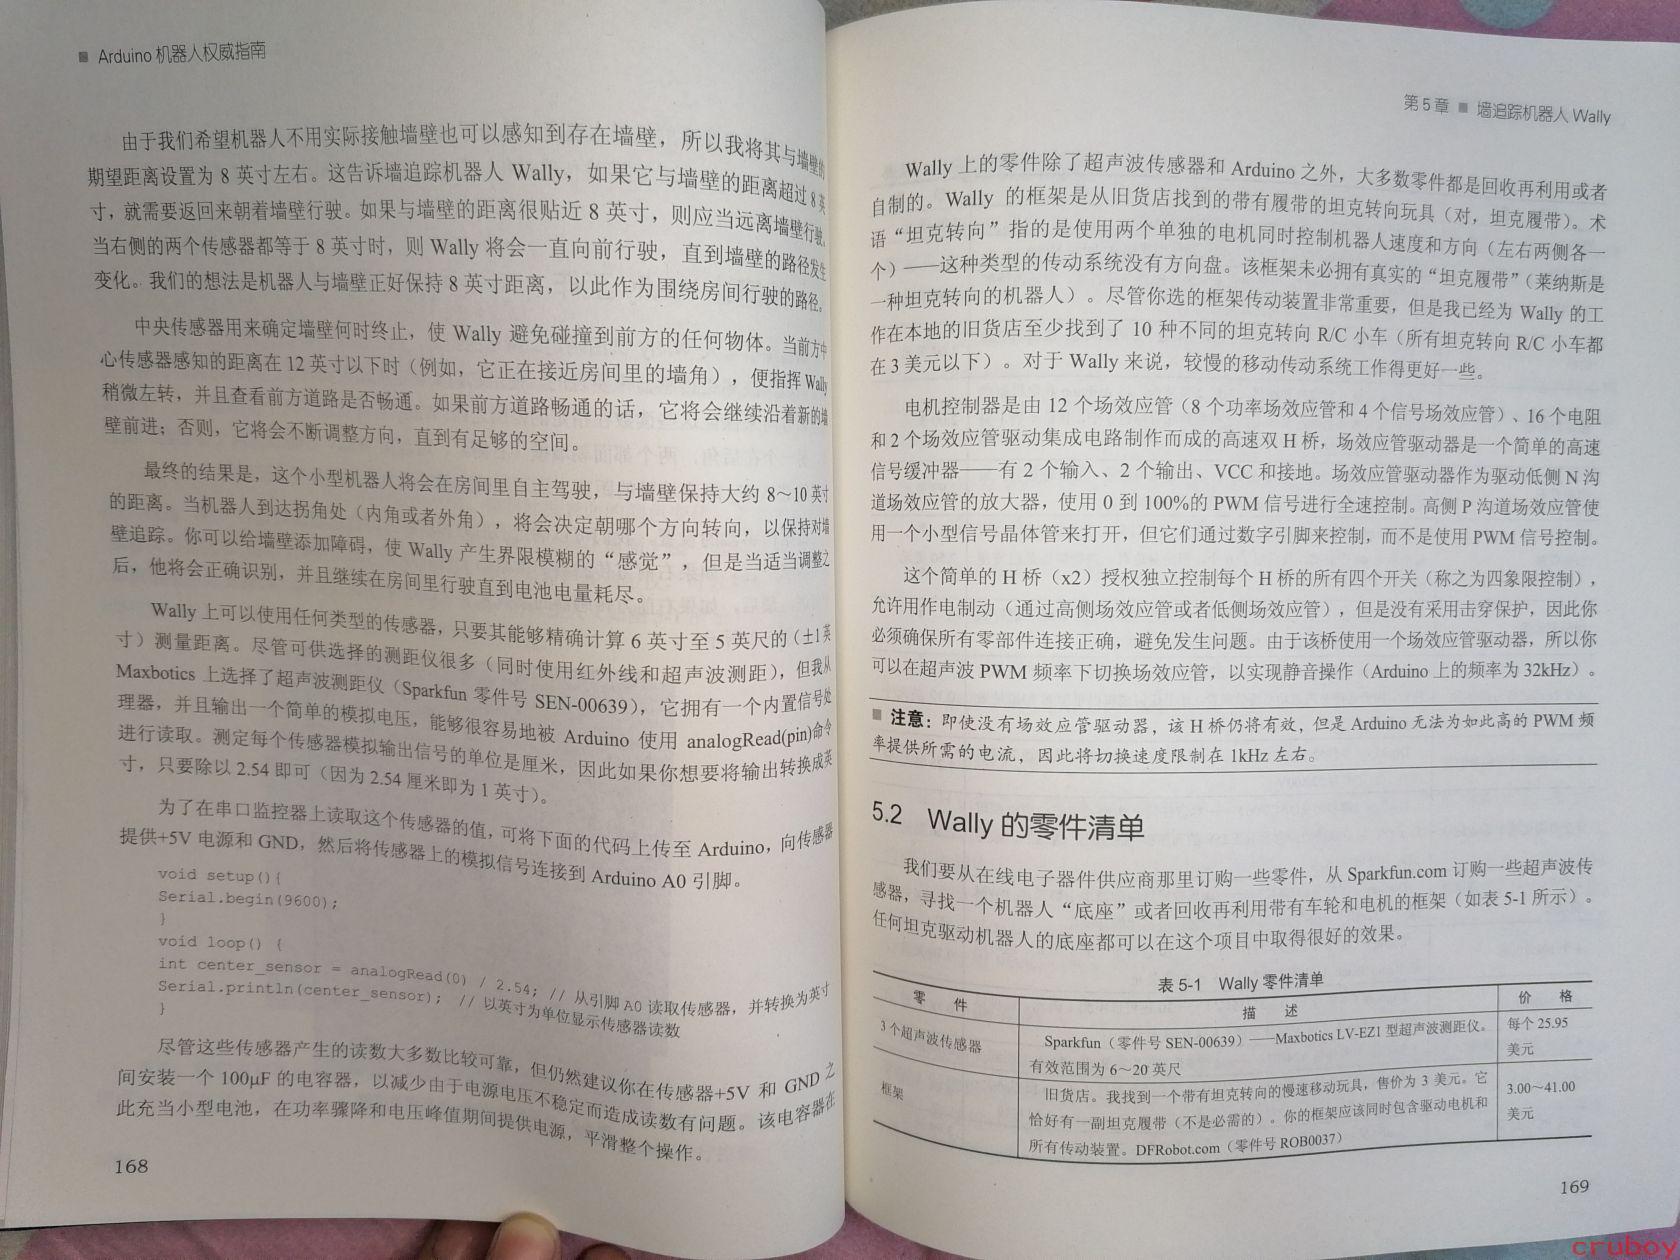 ■ Arduino 机器人权威指南
由于我们希望机器人不用实际接触墙壁也可以感知到存在墙壁，所以我将其与墙壁的
期望距离设置为 8 英寸左右。这告诉墙追踪机器人 Wally，如果它与墙壁的距离超过 8 英
寸，就需要返回来朝着墙壁行驶。如果与墙壁的距离很贴近 8 英寸，则应当远离墙壁行驶。
当右侧的两个传感器都等于 8 英寸时，则 Wally 将会一直向前行驶，直到墙壁的路径发生
变化。我们的想法是机器人与墙壁正好保持 8 英寸距离，以此作为围绕房间行驶的路径。
中央传感器用来确定墙壁何时终止，使 Wally 避免碰撞到前方的任何物体。当前方中
心传感器感知的距离在 12 英寸以下时（例如，它正在接近房间里的墙角），便指挥 Wally
稍微左转，并且查看前方道路是否畅通。如果前方道路畅通的话，它将会继续沿着新的墙
壁前进；否则，它将会不断调整方向，直到有足够的空间。
最终的结果是，这个小型机器人将会在房间里自主驾驶，与墙壁保持大约 8～10 英寸
的距离。当机器人到达拐角处（内角或者外角），将会决定朝哪个方向转向，以保持对墙
壁追踪。你可以给墙壁添加障碍，使 Wally 产生界限模糊的“感觉”，但是当适当调整之
后，他将会正确识别，并且继续在房间里行驶直到电池电量耗尽。
Wally 上可以使用任何类型的传感器，只要其能够精确计算 6 英寸至 5 英尺的（±1 英
寸）测量距离。尽管可供选择的测距仪很多（同时使用红外线和超声波测距），但我从
Maxbotics 上选择了超声波测距仪（Sparkfun 零件号 SEN-00639），它拥有一个内置信号处
理器，并且输出一个简单的模拟电压，能够很容易地被 Arduino 使用 analogRead(pin)命令
进行读取。测定每个传感器模拟输出信号的单位是厘米，因此如果你想要将输出转换成英
寸，只要除以 2.54 即可（因为 2.54 厘米即为 1 英寸）。
为了在串口监控器上读取这个传感器的值，可将下面的代码上传至 Arduino，向传感器
提供+5V 电源和 GND，然后将传感器上的模拟信号连接到 Arduino A0 引脚。
void setup(){
Serial.begin(9600);
}
void loop() {
int center_sensor = analogRead(0) / 2.54; // 从引脚 A0 读取传感器，并转换为英寸
Serial.println(center_sensor); // 以英寸为单位显示传感器读数
}
尽管这些传感器产生的读数大多数比较可靠，但仍然建议你在传感器+5V 和 GND 之
间安装一个 100μF 的电容器，以减少由于电源电压不稳定而造成读数有问题。该电容器在
此充当小型电池，在功率骤降和电压峰值期间提供电源，平滑整个操作。
168
第 5 章 ■ 墙追踪机器人 Wally
Wally 上的零件除了超声波传感器和 Arduino 之外，大多数零件都是回收再利用或者
自制的。Wally 的框架是从旧货店找到的带有履带的坦克转向玩具（对，坦克履带）。术
语“坦克转向”指的是使用两个单独的电机同时控制机器人速度和方向（左右两侧各一
个）——这种类型的传动系统没有方向盘。该框架未必拥有真实的“坦克履带”（莱纳斯是
一种坦克转向的机器人）。尽管你选的框架传动装置非常重要，但是我已经为 Wally 的工
作在本地的旧货店至少找到了 10 种不同的坦克转向 R/C 小车（所有坦克转向 R/C 小车都
在 3 美元以下）。对于 Wally 来说，较慢的移动传动系统工作得更好一些。
电机控制器是由 12 个场效应管（8 个功率场效应管和 4 个信号场效应管）、16 个电阻
和 2 个场效应管驱动集成电路制作而成的高速双 H 桥，场效应管驱动器是一个简单的高速
信号缓冲器——有 2 个输入、2 个输出、VCC 和接地。场效应管驱动器作为驱动低侧 N 沟
道场效应管的放大器，使用 0 到 100%的 PWM 信号进行全速控制。高侧 P 沟道场效应管使
用一个小型信号晶体管来打开，但它们通过数字引脚来控制，而不是使用 PWM 信号控制。
这个简单的 H 桥（x2）授权独立控制每个 H 桥的所有四个开关（称之为四象限控制），
允许用作电制动（通过高侧场效应管或者低侧场效应管），但是没有采用击穿保护，因此你
必须确保所有零部件连接正确，避免发生问题。由于该桥使用一个场效应管驱动器，所以你
可以在超声波 PWM 频率下切换场效应管，以实现静音操作（Arduino 上的频率为 32kHz）。
■ 注意：即使没有场效应管驱动器，该 H 桥仍将有效，但是 Arduino 无法为如此高的 PWM 频
率提供所需的电流，因此将切换速度限制在 1kHz 左右。
5.2 Wally 的零件清单
我们要从在线电子器件供应商那里订购一些零件，从 Sparkfun.com 订购一些超声波传
感器，寻找一个机器人“底座”或者回收再利用带有车轮和电机的框架（如表 5-1 所示）。
任何坦克驱动机器人的底座都可以在这个项目中取得很好的效果。
表 5-1 Wally 零件清单
零 件 描 述 价 格
3 个超声波传感器 Sparkfun（零件号 SEN-00639）——Maxbotics LV-EZ1 型超声波测距仪。 每个 25.95
有效范围为 6～20 英尺 美元
框架 旧货店。我找到一个带有坦克转向的慢速移动玩具，售价为 3 美元。它 3.00～41.00
恰好有一副坦克履带（不是必需的）。你的框架应该同时包含驱动电机和 美元
所有传动装置。DFRobot.com（零件号 ROB0037）
169
cruboy